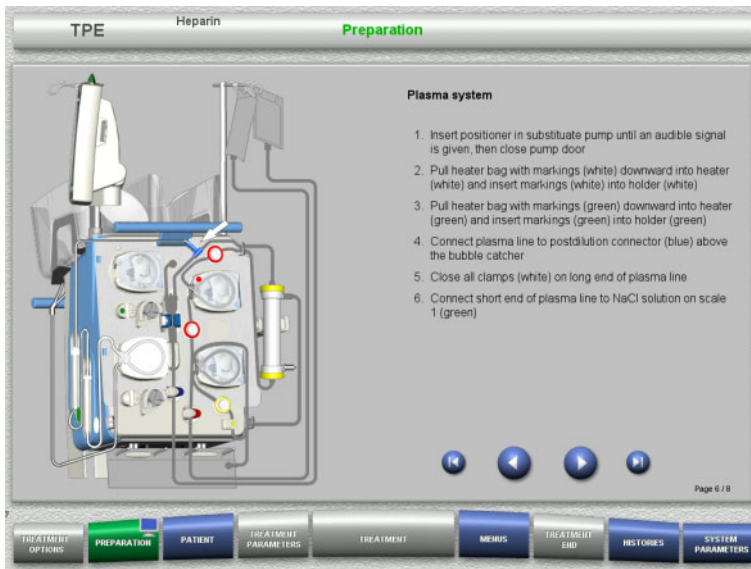 TPE
Heparin
Preparation
Plasma system
1. Insert positioner in substituate pump until an audible signal
is given, then close pump door
2. Pull heater bag with markings (white) downward into heater
(white) and insert markings (white) into holder (white)
3. Pull heater bag with markings (green) downward into heater
(green) and insert markings (green) into holder (green)
4. Connect plasma line to postdilution connector (blue) above
the bubble catcher
5. Close all clamps (white) on long end of plasma line
6. Connect short end of plasma line to NaCl solution on scale
1 (green)
Page 6 / 8
TREATMENT
OPTIONS
PREPARATION
PATIENT
TREATMENT
PARAMETERS
TREATMENT
MENUS
TREATMENT
END
HISTORIES
SYSTEM
PARAMETERS